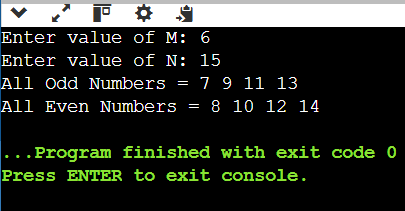 Enter value of M: 6
Enter value of N: 15
All Odd Numbers = 7 9 11 13
All Even Numbers = 8 10 12 14
...Program finished with exit code 0
Press ENTER to exit console.